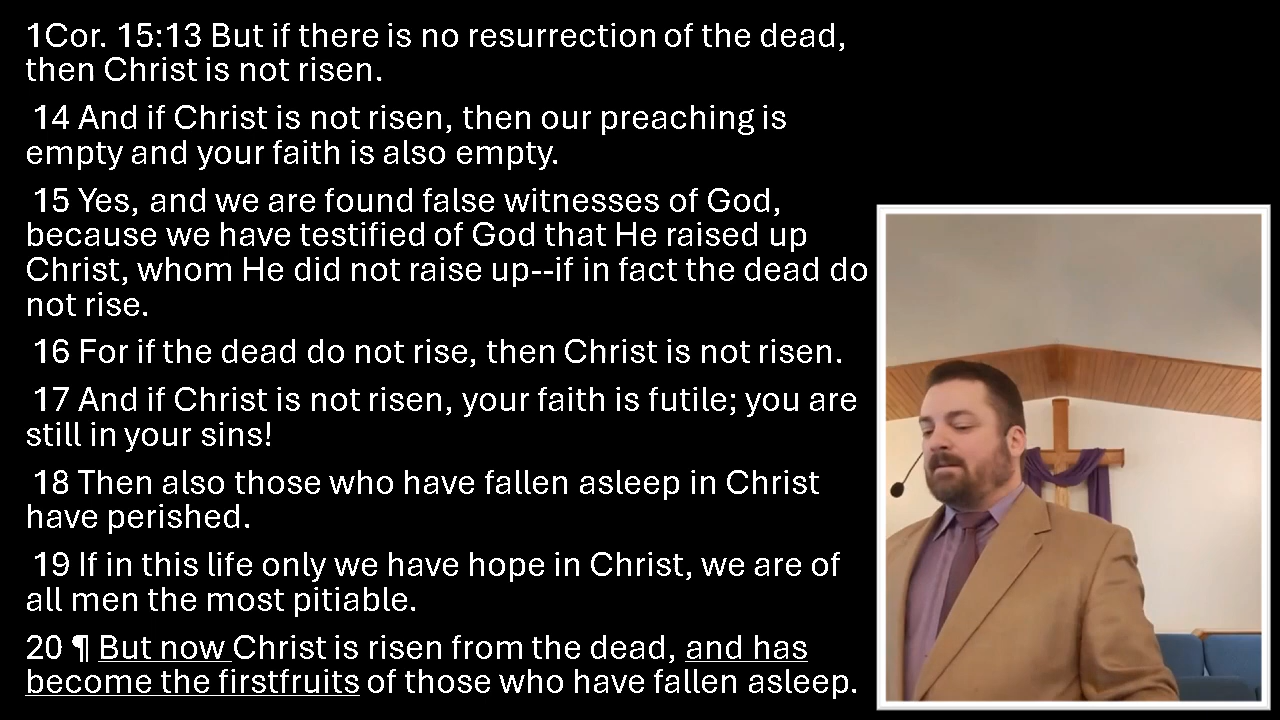 1Cor. 15:13 But if there is no resurrection of the dead,
then Christ is not risen.
14 And if Christ is not risen, then our preaching is
empty and your faith is also empty.
15 Yes, and we are found false witnesses of God,
because we have testified of God that He raised up
Christ, whom He did not raise up--if in fact the dead do
not rise.
16 For if the dead do not rise, then Christ is not risen.
17 And if Christ is not risen, your faith is futile; you are
still in your sins!
18 Then also those who have fallen asleep in Christ
have perished.
19 If in this life only we have hope in Christ, we are of
all men the most pitiable.
20 ¶ But now Christ is risen from the dead, and has
become the firstfruits of those who have fallen asleep.